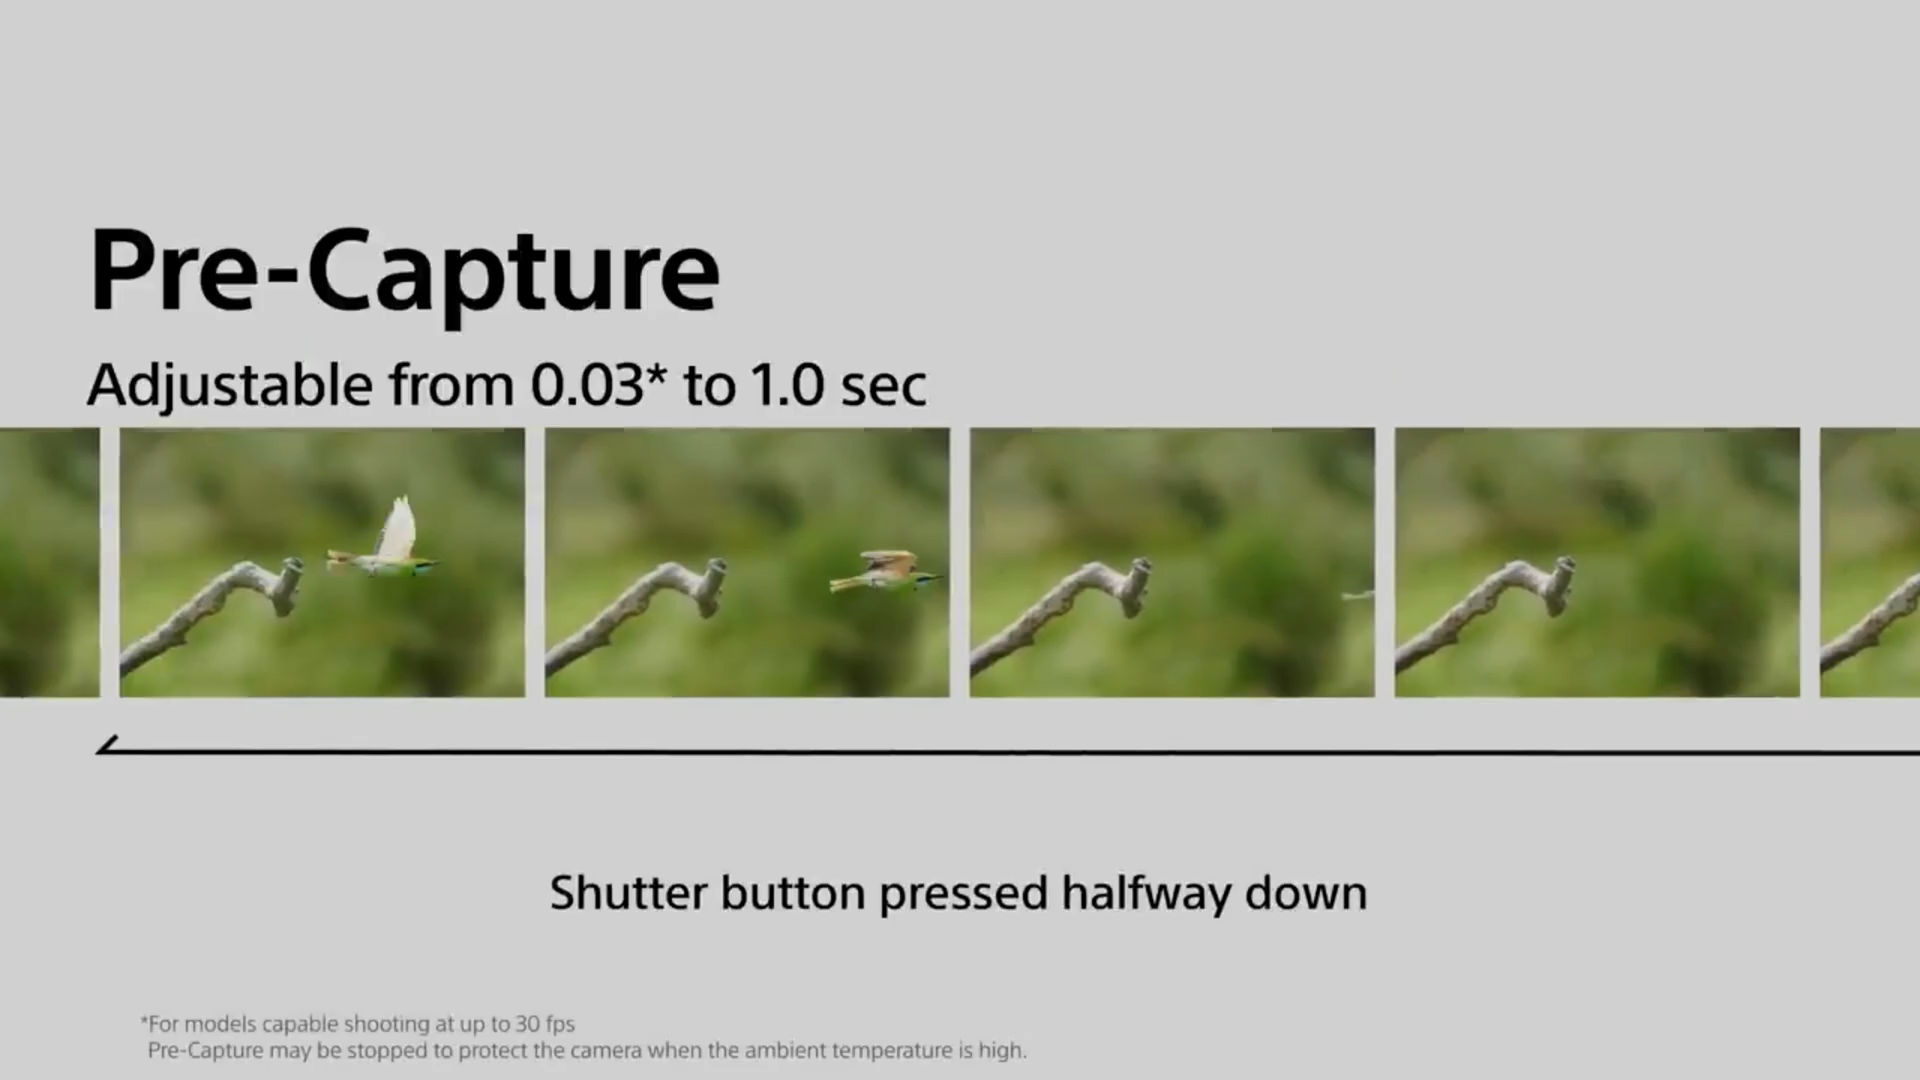 Pre-Capture
Adjustable from 0.03* to 1.0 sec
Shutter button pressed halfway down
*For models capable shooting at up to 30 fps
Pre-Capture may be stopped to protect the camera when the ambient temperature is high.